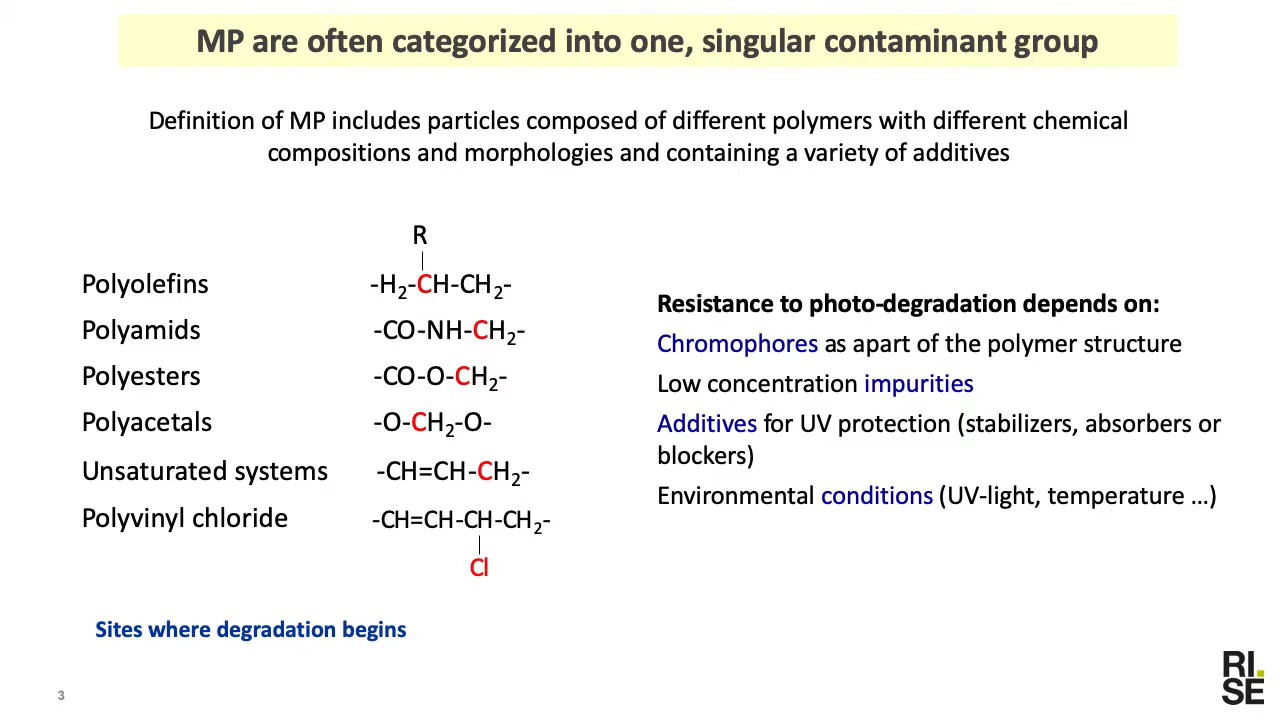 MP are often categorized into one, singular contaminant group
Definition of MP includes particles composed of different polymers with different chemical
compositions and morphologies and containing a variety of additives
R
Polyolefins -H2-CH-CH2-
Polyamids -CO-NH-CH2-
Polyesters -CO-O-CH2-
Polyacetals -O-CH2-O-
Unsaturated systems -CH=CH-CH2-
Polyvinyl chloride -CH=CH-CH-CH2-
Cl
Sites where degradation begins
Resistance to photo-degradation depends on:
Chromophores as apart of the polymer structure
Low concentration impurities
Additives for UV protection (stabilizers, absorbers or
blockers)
Environmental conditions (UV-light, temperature ...)
3
RI.
SE